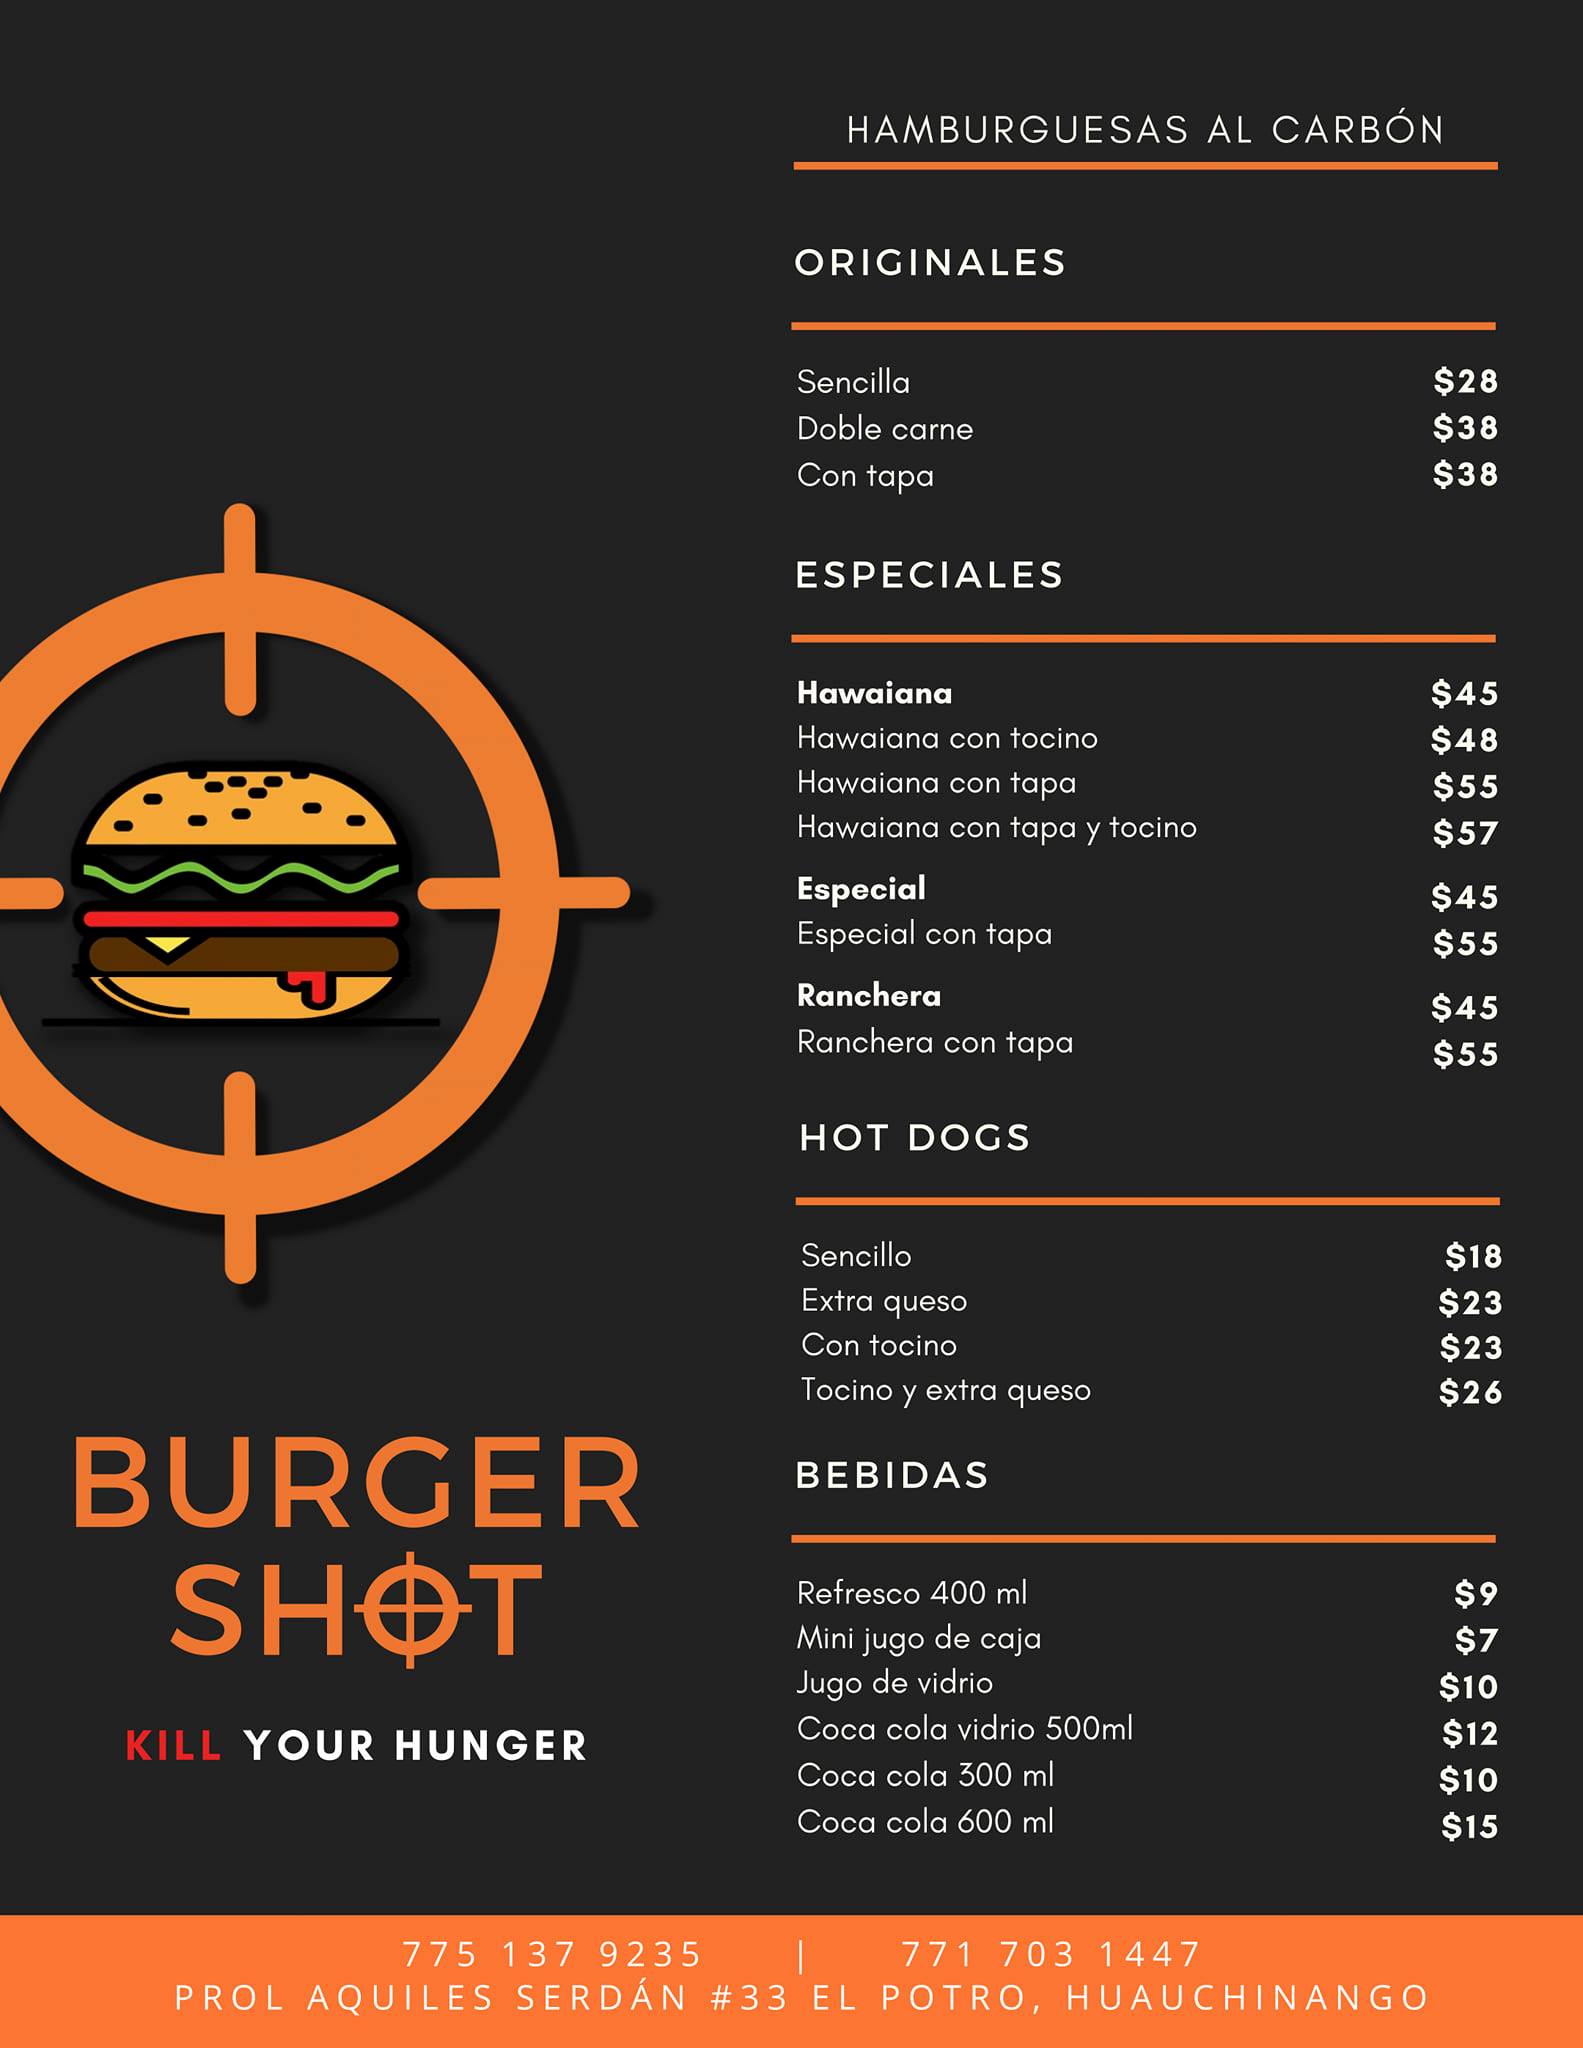 HAMBURGUESAS AL CARBÓN
ORIGINALES
Sencilla $28
Doble carne $38
Con tapa $38
ESPECIALES
Hawaiana $45
Hawaiana con tocino $48
Hawaiana con tapa $55
Hawaiana con tapa y tocino $57
Especial $45
Especial con tapa $55
Ranchera $45
Ranchera con tapa $55
HOT DOGS
Sencillo $18
Extra queso $23
Con tocino $23
Tocino y extra queso $26
BEBIDAS
Refresco 400 ml $9
Mini jugo de caja $7
Jugo de vidrio $10
Coca cola vidrio 500ml $12
Coca cola 300 ml $10
Coca cola 600 ml $15
BURGER
SHOT
KILL YOUR HUNGER
775 137 9235 | 771 703 1447
PROL AQUILES SERDÁN #33 EL POTRO, HUAUCHINANGO